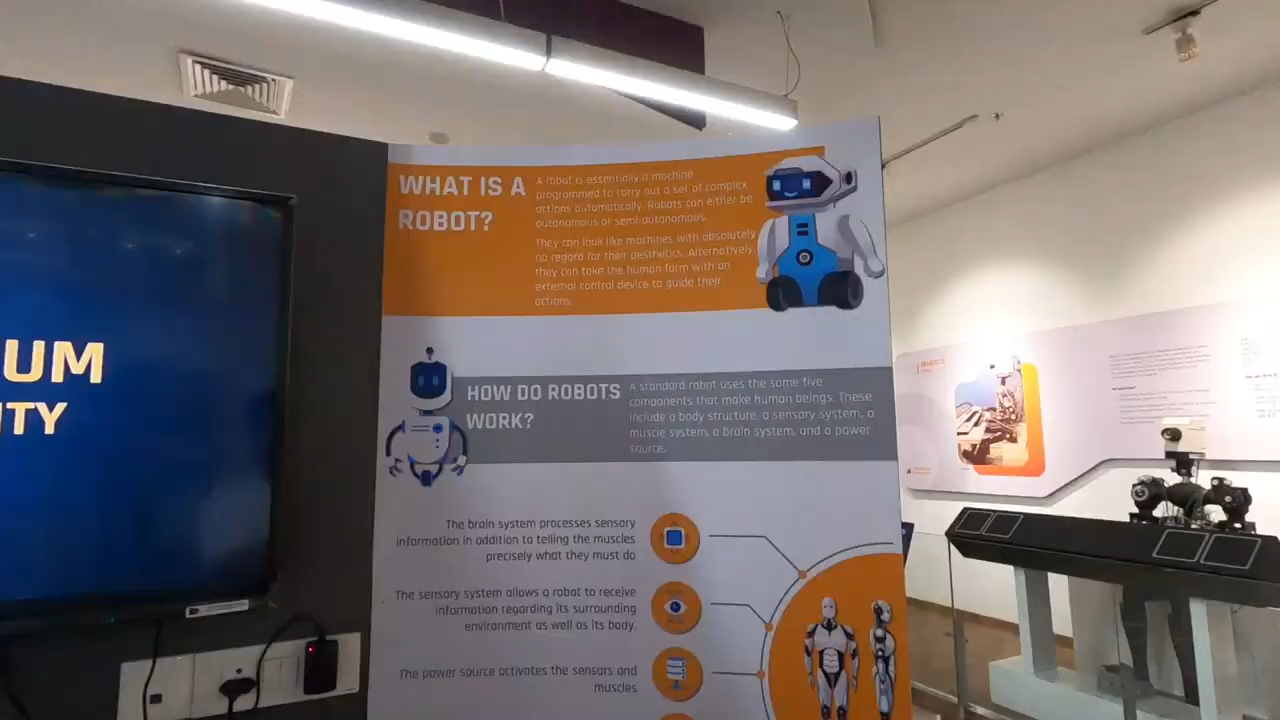 UM
ITY
WHAT IS A
ROBOT?
A robot is essentially a machine
programmed to carry out a set of complex
actions automatically. Robots can either be
autonomous or semi-autonomous.
They can look like machines with absolutely
no regard for their aesthetics. Alternatively
they can take the human form with an
external control device to guide their
actions.
HOW DO ROBOTS
WORK?
A standard robot uses the same five
components that make human beings. These
include a body structure, a sensory system, a
muscle system, a brain system, and a power
source.
The brain system processes sensory
information in addition to telling the muscles
precisely what they must do
The sensory system allows a robot to receive
information regarding its surrounding
environment as well as its body.
The power source activates the sensors and
muscles